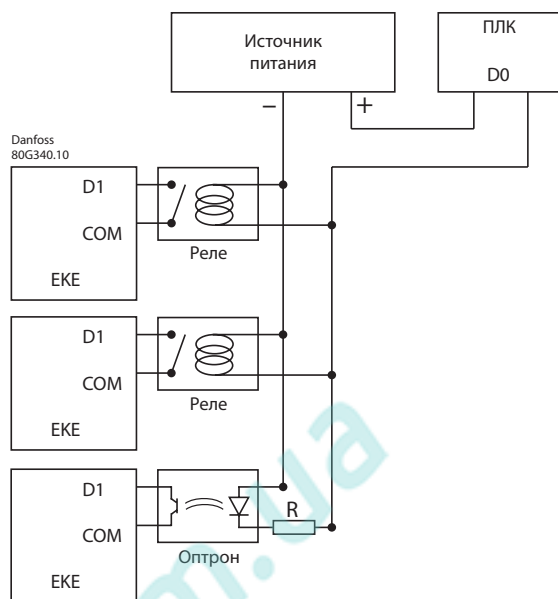 Источник
питания
ПЛК
D0
–
+
Danfoss
80G340.10
D1
COM
EKE
Реле
D1
COM
EKE
Реле
D1
COM
EKE
R
Оптрон
m.ua